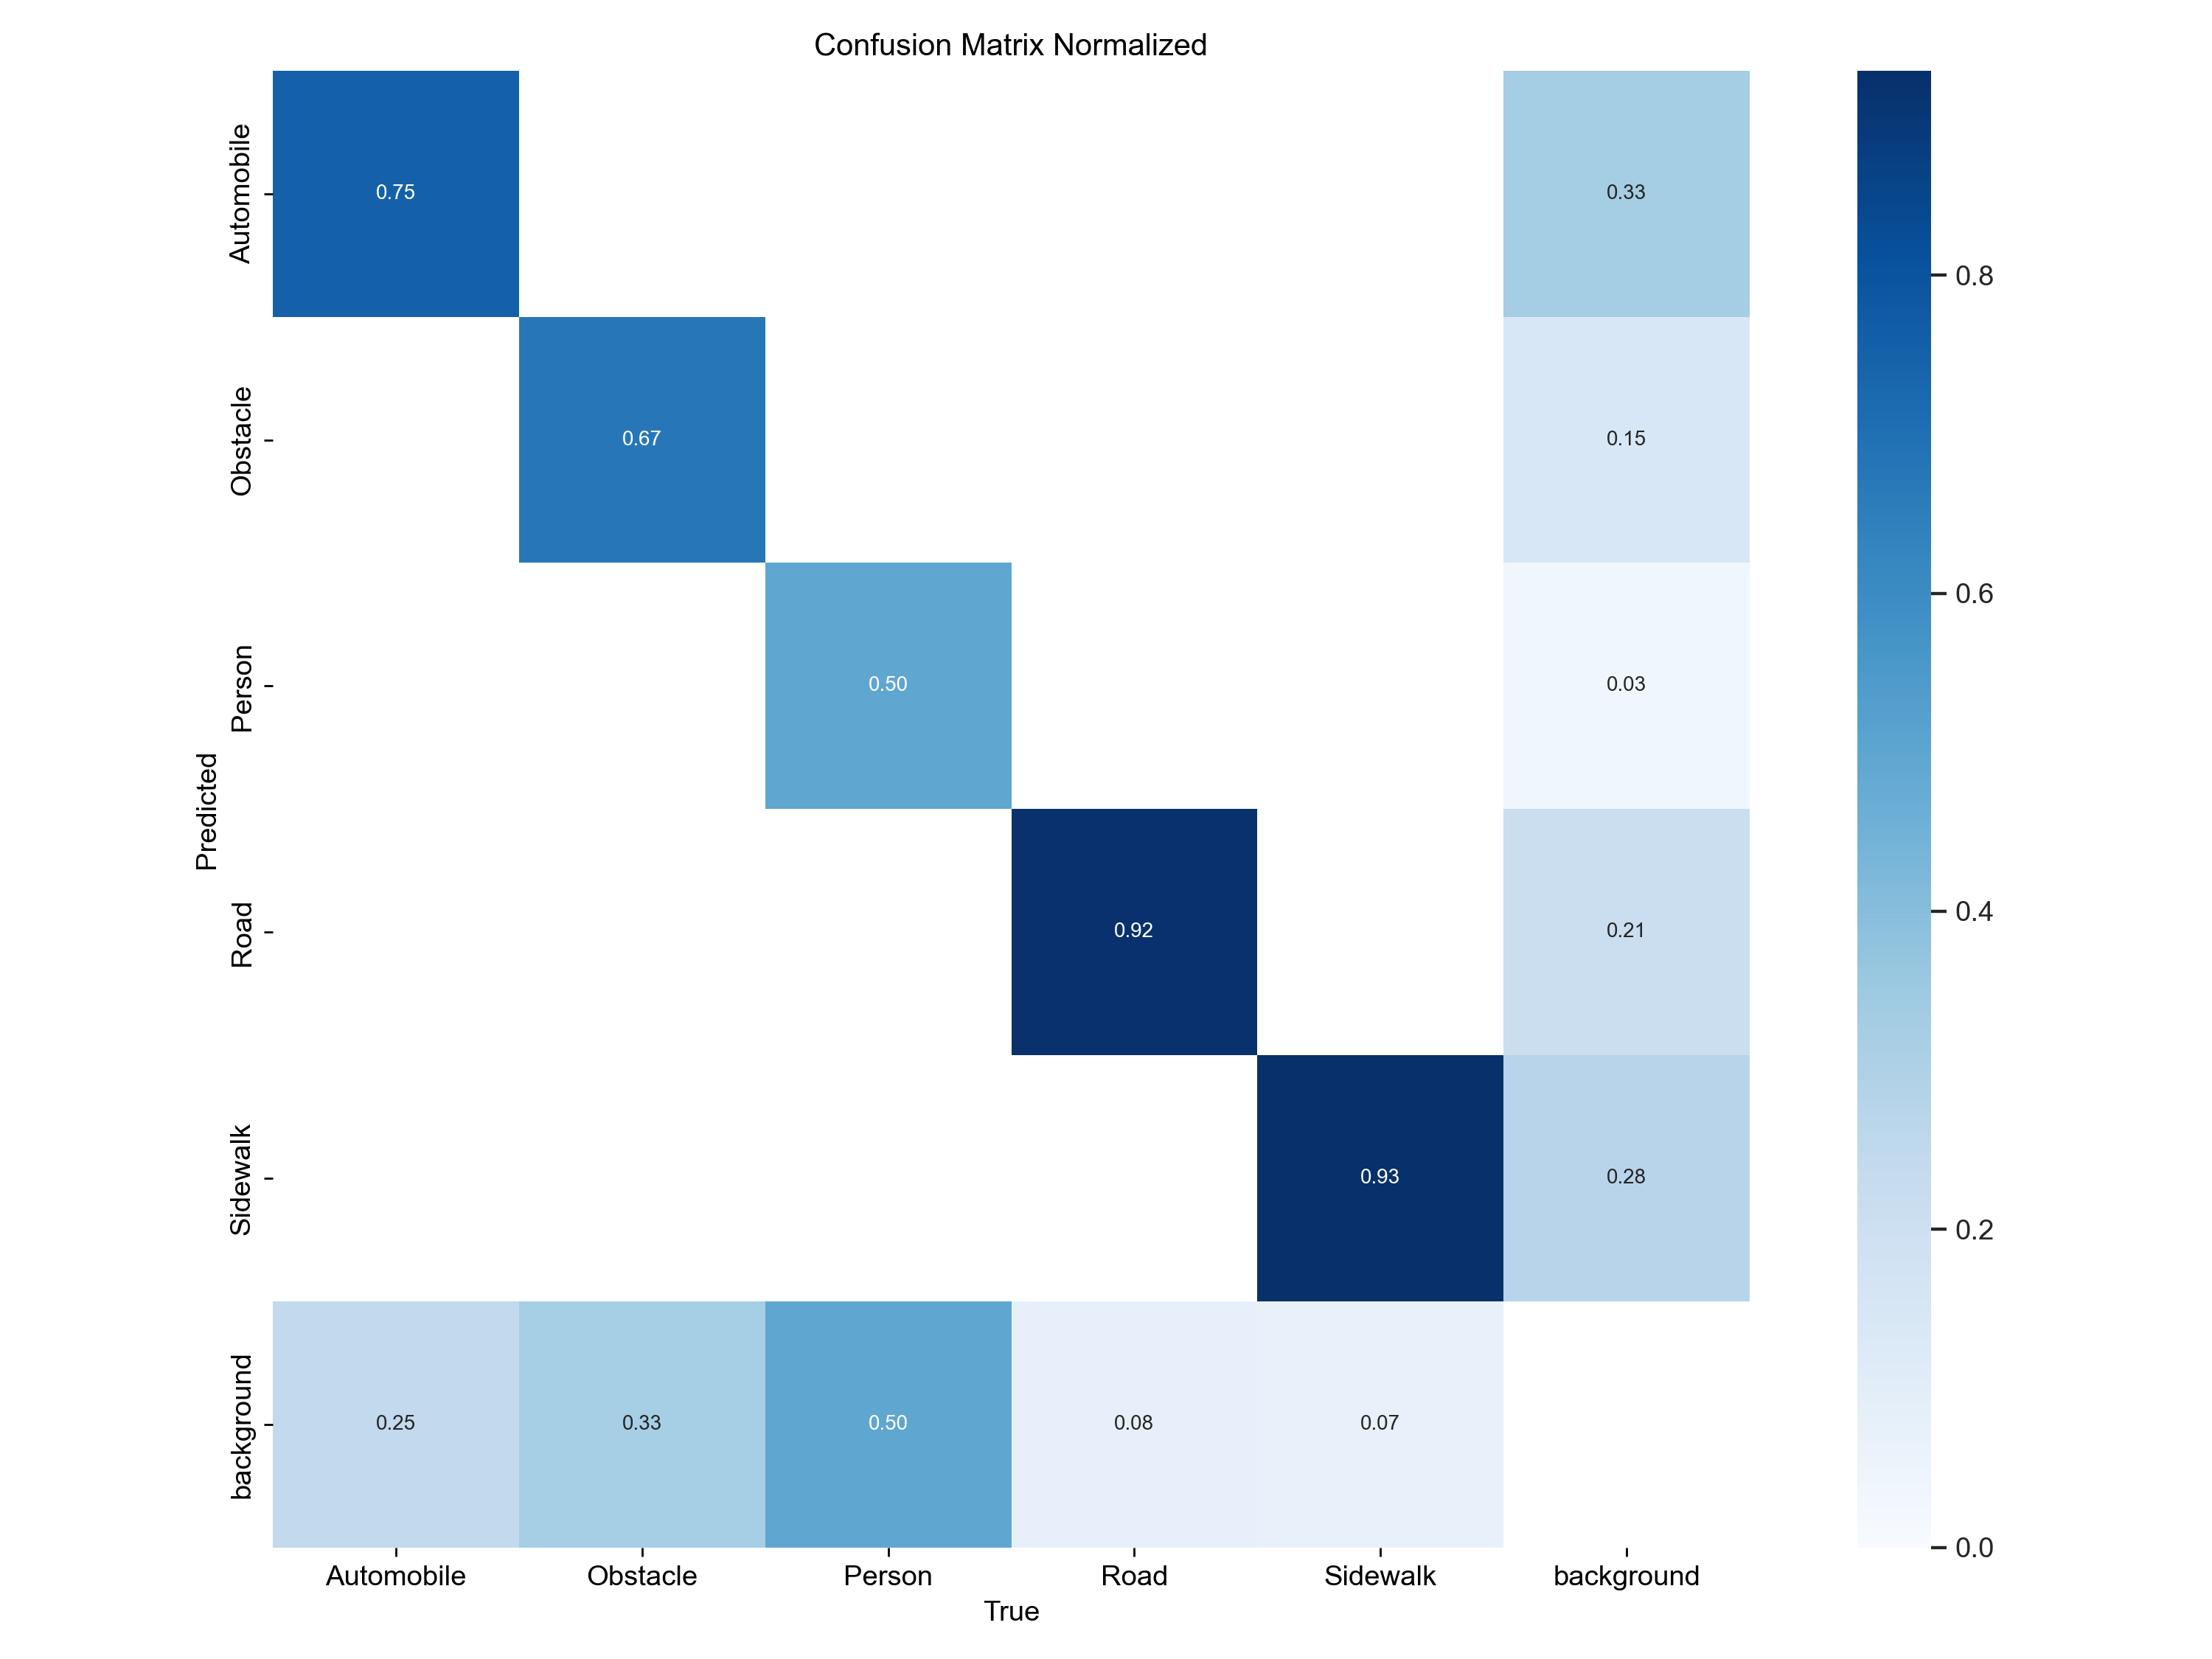 Confusion Matrix Normalized
Automobile
0.75
0.33
0.8
Obstacle
0.67
0.15
0.6
Person
0.50
0.03
Predicted
Road
0.92
0.21
0.4
Sidewalk
0.93
0.28
0.2
background
0.25
0.33
0.50
0.08
0.07
0.0
Automobile
Obstacle
Person
Road
Sidewalk
background
True